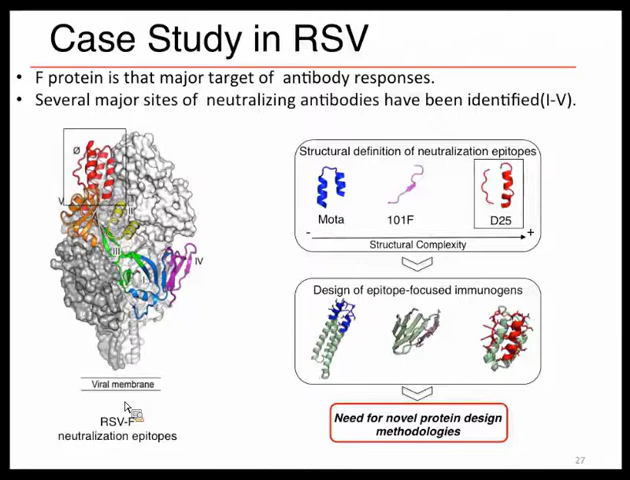 Case Study in RSV
• F protein is that major target of antibody responses.
• Several major sites of neutralizing antibodies have been identified(I-V).
Ø
V
II
III
I
IV
Viral membrane
RSV-F
neutralization epitopes
Structural definition of neutralization epitopes
Mota 101F D25
- +
Structural Complexity
Design of epitope-focused immunogens
Need for novel protein design
methodologies
27